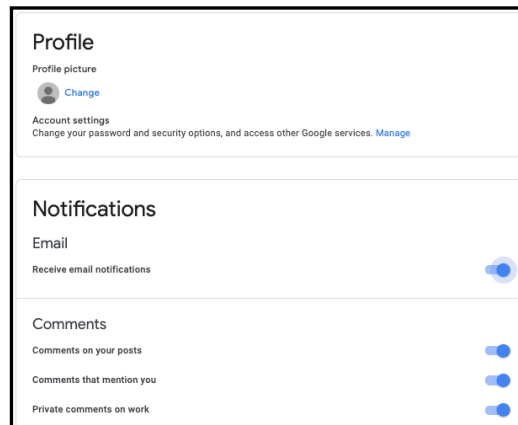 Profile
Profile picture
Change
Account settings
Change your password and security options, and access other Google services. Manage
Notifications
Email
Receive email notifications
Comments
Comments on your posts
Comments that mention you
Private comments on work